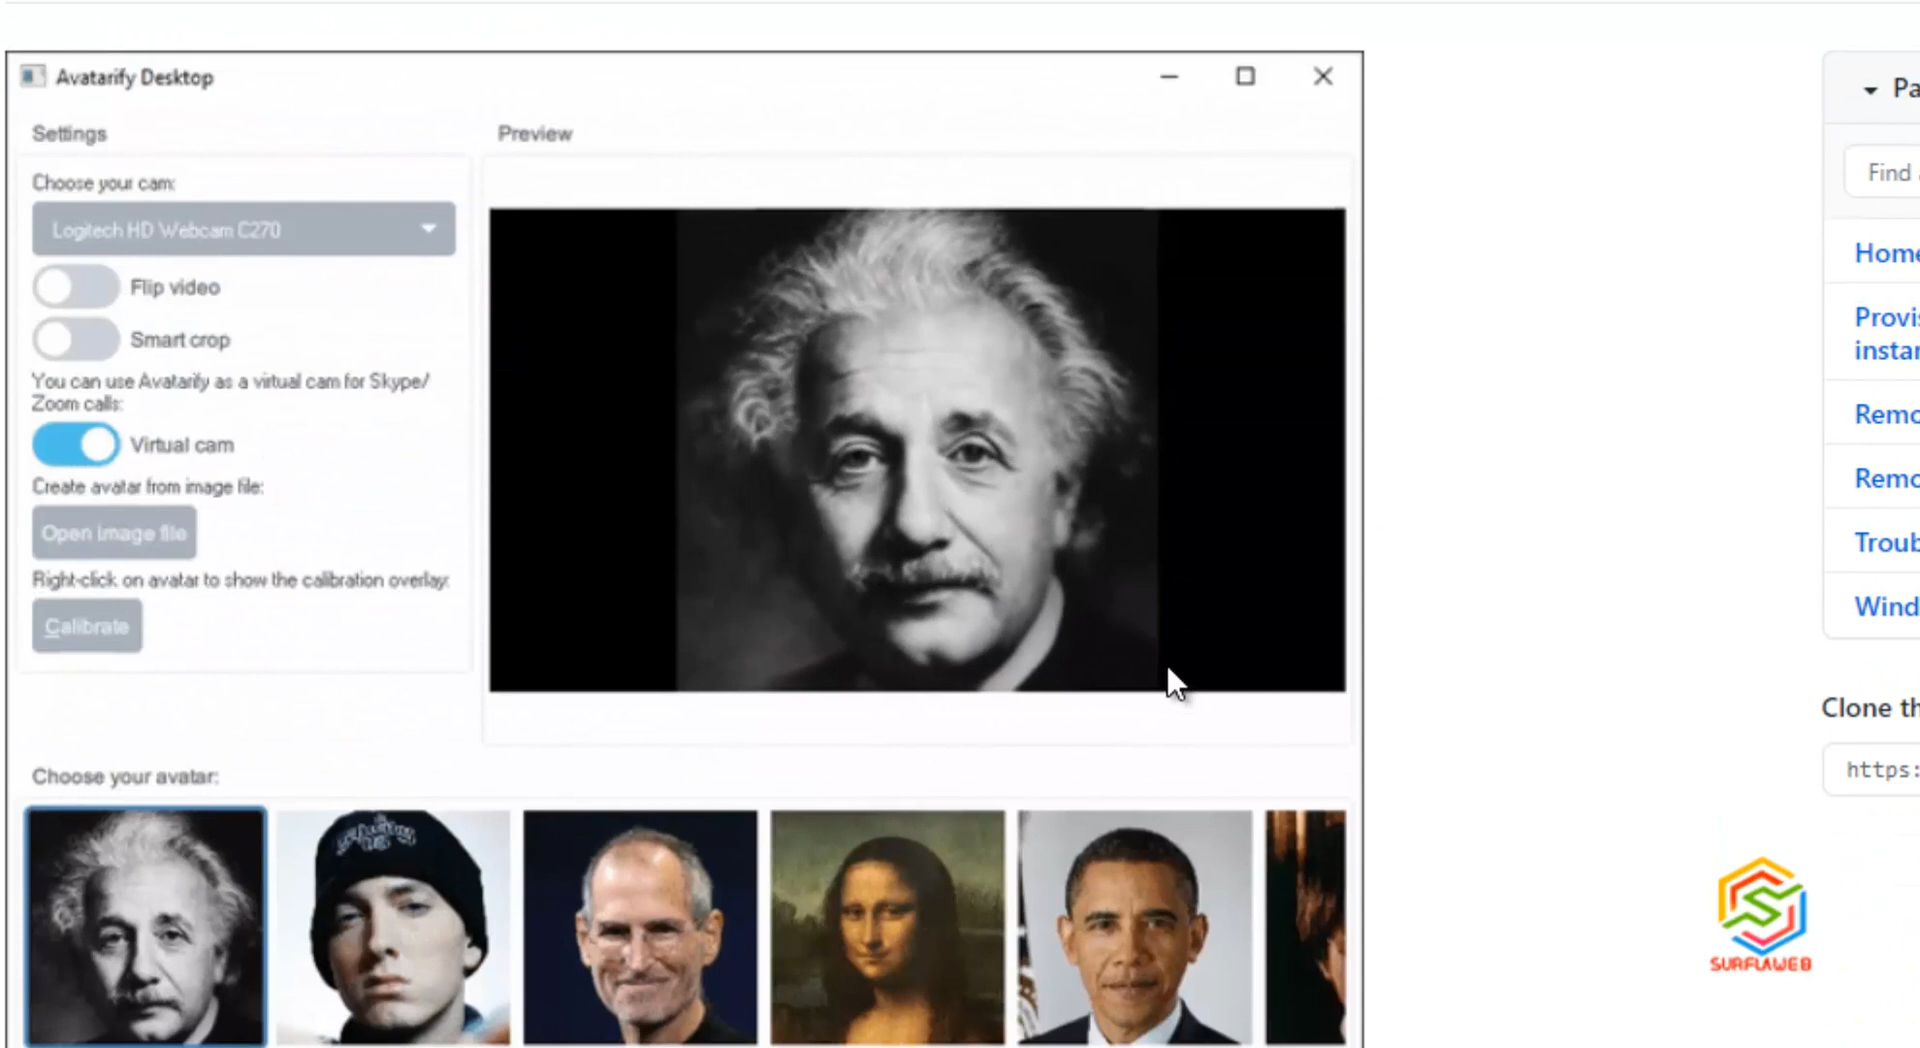 Avatarify Desktop
Settings
Preview
Choose your cam:
Logitech HD Webcam C270
Flip video
Smart crop
You can use Avatarify as a virtual cam for Skype/
Zoom calls:
Virtual cam
Create avatar from image file:
Open image file
Right-click on avatar to show the calibration overlay:
Calibrate
Choose your avatar:
Pa
Find
Home
Provis
instan
Remo
Remo
Troub
Wind
Clone th
https:
SURFLAWEB